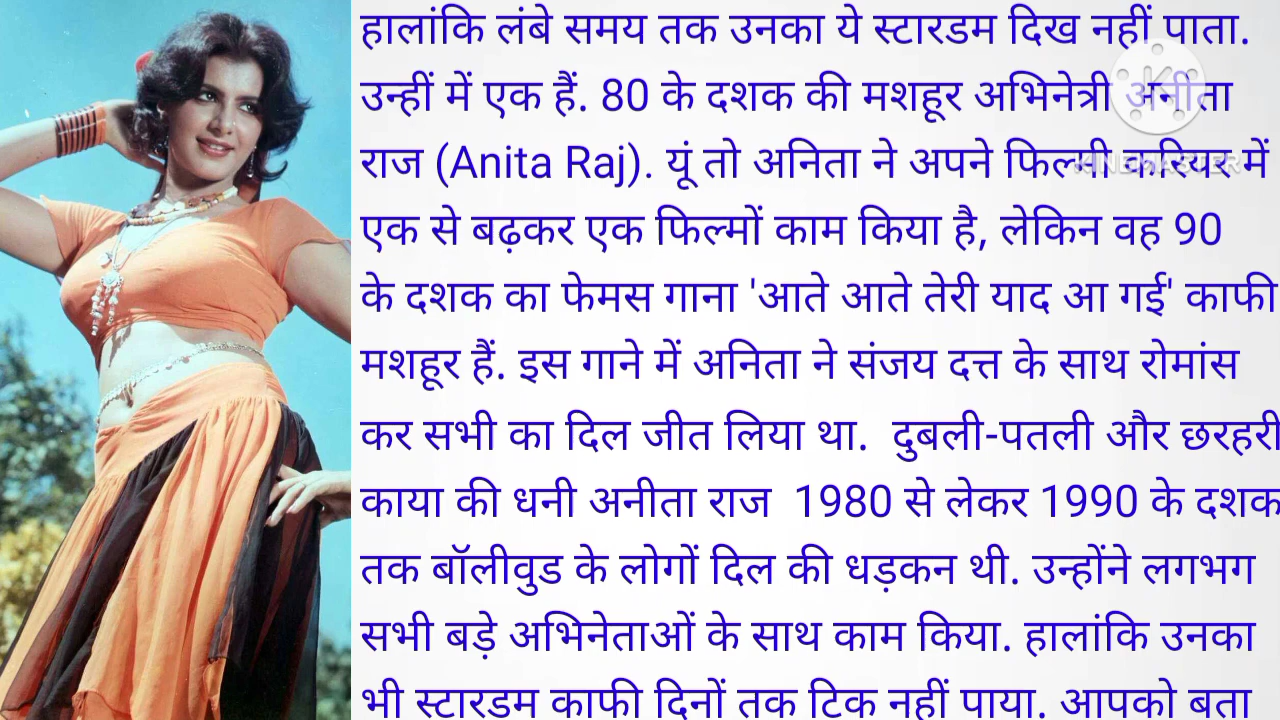 हालांकि लंबे समय तक उनका ये स्टारडम दिख नहीं पाता.
उन्हीं में एक हैं. 80 के दशक की मशहूर अभिनेत्री अनीता
राज (Anita Raj). यूं तो अनिता ने अपने फिल्मी करियर में
एक से बढ़कर एक फिल्मों काम किया है, लेकिन वह 90
के दशक का फेमस गाना 'आते आते तेरी याद आ गई' काफी
मशहूर हैं. इस गाने में अनिता ने संजय दत्त के साथ रोमांस
कर सभी का दिल जीत लिया था. दुबली-पतली और छरहरी
काया की धनी अनीता राज 1980 से लेकर 1990 के दशक
तक बॉलीवुड के लोगों दिल की धड़कन थी. उन्होंने लगभग
सभी बड़े अभिनेताओं के साथ काम किया. हालांकि उनका
भी स्टारडम काफी दिनों तक टिक नहीं पाया. आपको बता
K
KINEMASTER